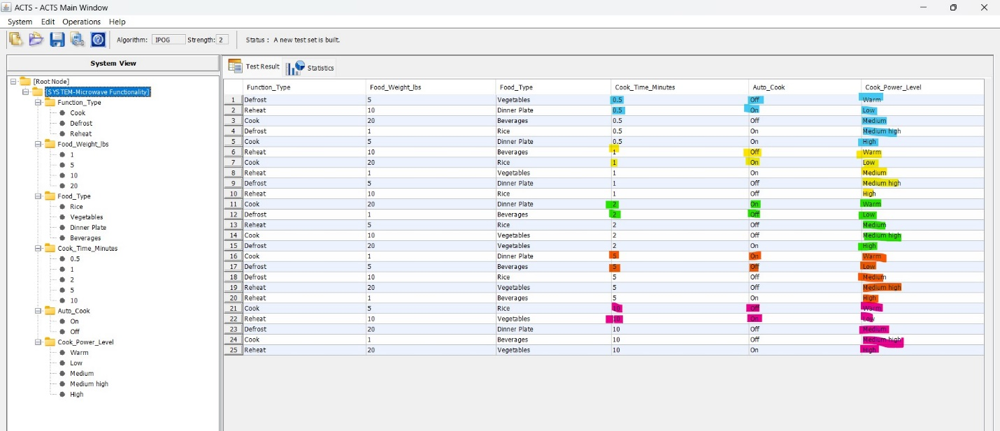 ACTS - ACTS Main Window
System Edit Operations Help
Algorithm: IPOG Strength: 2 Status : A new test set is built.
System View
[Root Node]
[SYSTEM-Microwave Functionality]
Function_Type
Cook
Defrost
Reheat
Food_Weight_lbs
1
5
10
20
Food_Type
Rice
Vegetables
Dinner Plate
Beverages
Cook_Time_Minutes
0.5
1
2
5
10
Auto_Cook
On
Off
Cook_Power_Level
Warm
Low
Medium
Medium high
High
Test Result Statistics
Function_Type Food_Weight_lbs Food_Type Cook_Time_Minutes Auto_Cook Cook_Power_Level
1 Defrost 5 Vegetables 0.5 Off Warm
2 Reheat 10 Dinner Plate 0.5 On Low
3 Cook 20 Beverages 0.5 Off Medium
4 Defrost 1 Rice 0.5 On Medium high
5 Cook 5 Dinner Plate 0.5 On High
6 Reheat 10 Beverages 1 Off Warm
7 Cook 20 Rice 1 On Low
8 Reheat 1 Vegetables 1 On Medium
9 Defrost 5 Dinner Plate 1 Off Medium high
10 Reheat 10 Rice 1 Off High
11 Cook 20 Dinner Plate 2 On Warm
12 Defrost 1 Beverages 2 Off Low
13 Reheat 5 Rice 2 Off Medium
14 Cook 10 Vegetables 2 Off Medium high
15 Defrost 20 Vegetables 2 On High
16 Cook 1 Dinner Plate 5 On Warm
17 Defrost 5 Beverages 5 Off Low
18 Defrost 10 Rice 5 Off Medium
19 Reheat 20 Vegetables 5 Off Medium high
20 Reheat 1 Beverages 5 On High
21 Cook 5 Rice 10 Off Warm
22 Reheat 10 Vegetables 10 On Low
23 Defrost 20 Dinner Plate 10 Off Medium
24 Cook 1 Beverages 10 Off Medium high
25 Reheat 20 Vegetables 10 On High